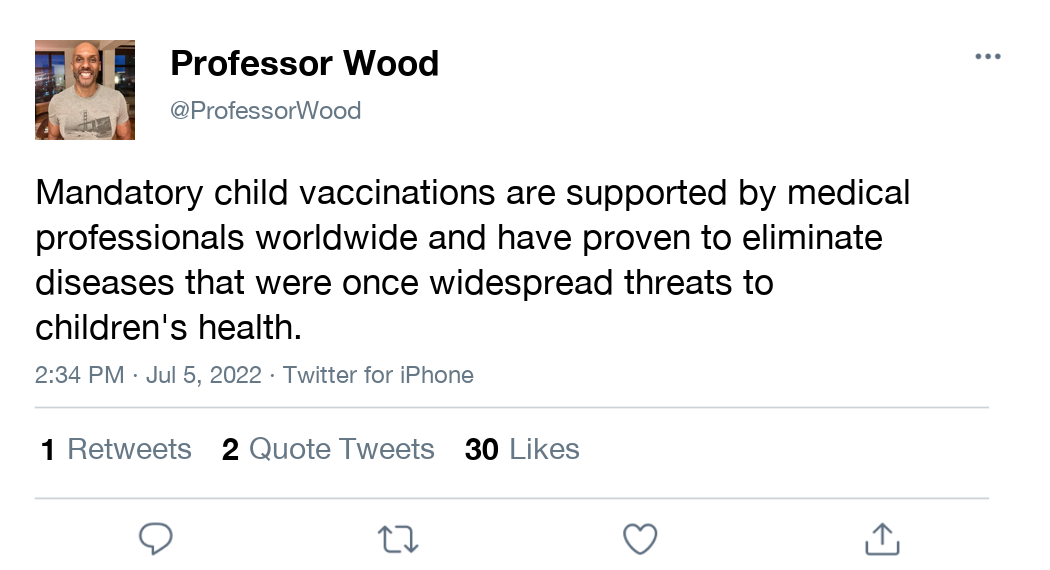 Professor Wood
@ProfessorWood
Mandatory child vaccinations are supported by medical
professionals worldwide and have proven to eliminate
diseases that were once widespread threats to
children's health.
2:34 PM · Jul 5, 2022 · Twitter for iPhone
1 Retweets 2 Quote Tweets 30 Likes